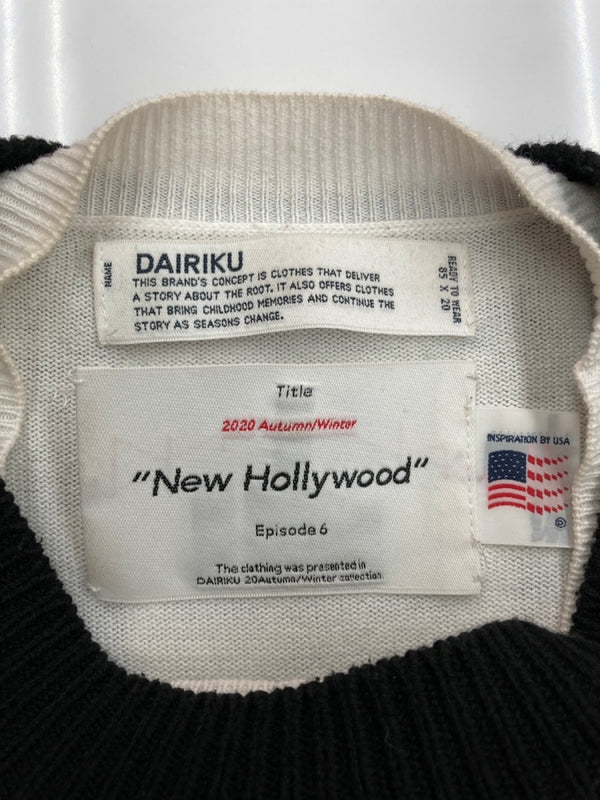 NAME
DAIRIKU
THIS BRAND'S CONCEPT IS CLOTHES THAT DELIVER
A STORY ABOUT THE ROOT. IT ALSO OFFERS CLOTHES
THAT BRING CHILDHOOD MEMORIES AND CONTINUE THE
STORY AS SEASONS CHANGE.
READY TO WEAR
85 X 20
Title
2020 Autumn/Winter
"New Hollywood"
Episode 6
The clothing was presented in
DAIRIKU 20Autumn/Winter collection.
INSPIRATION BY USA
©